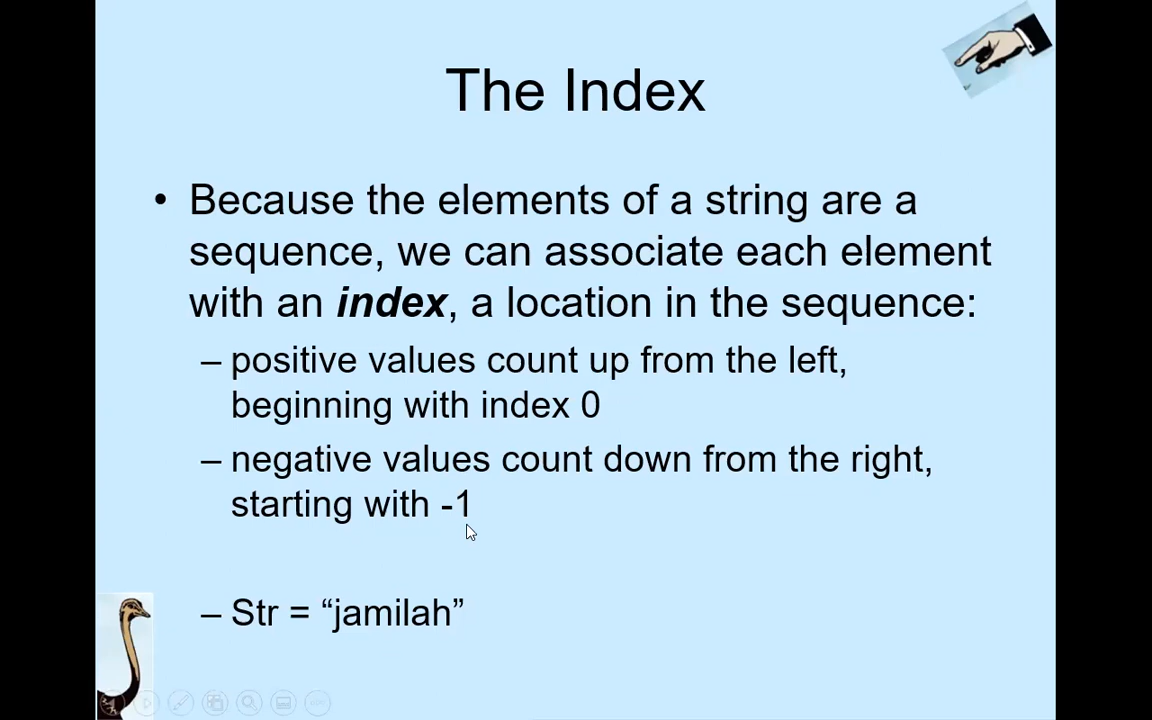 The Index
• Because the elements of a string are a
sequence, we can associate each element
with an index, a location in the sequence:
– positive values count up from the left,
beginning with index 0
– negative values count down from the right,
starting with -1
– Str = “jamilah”